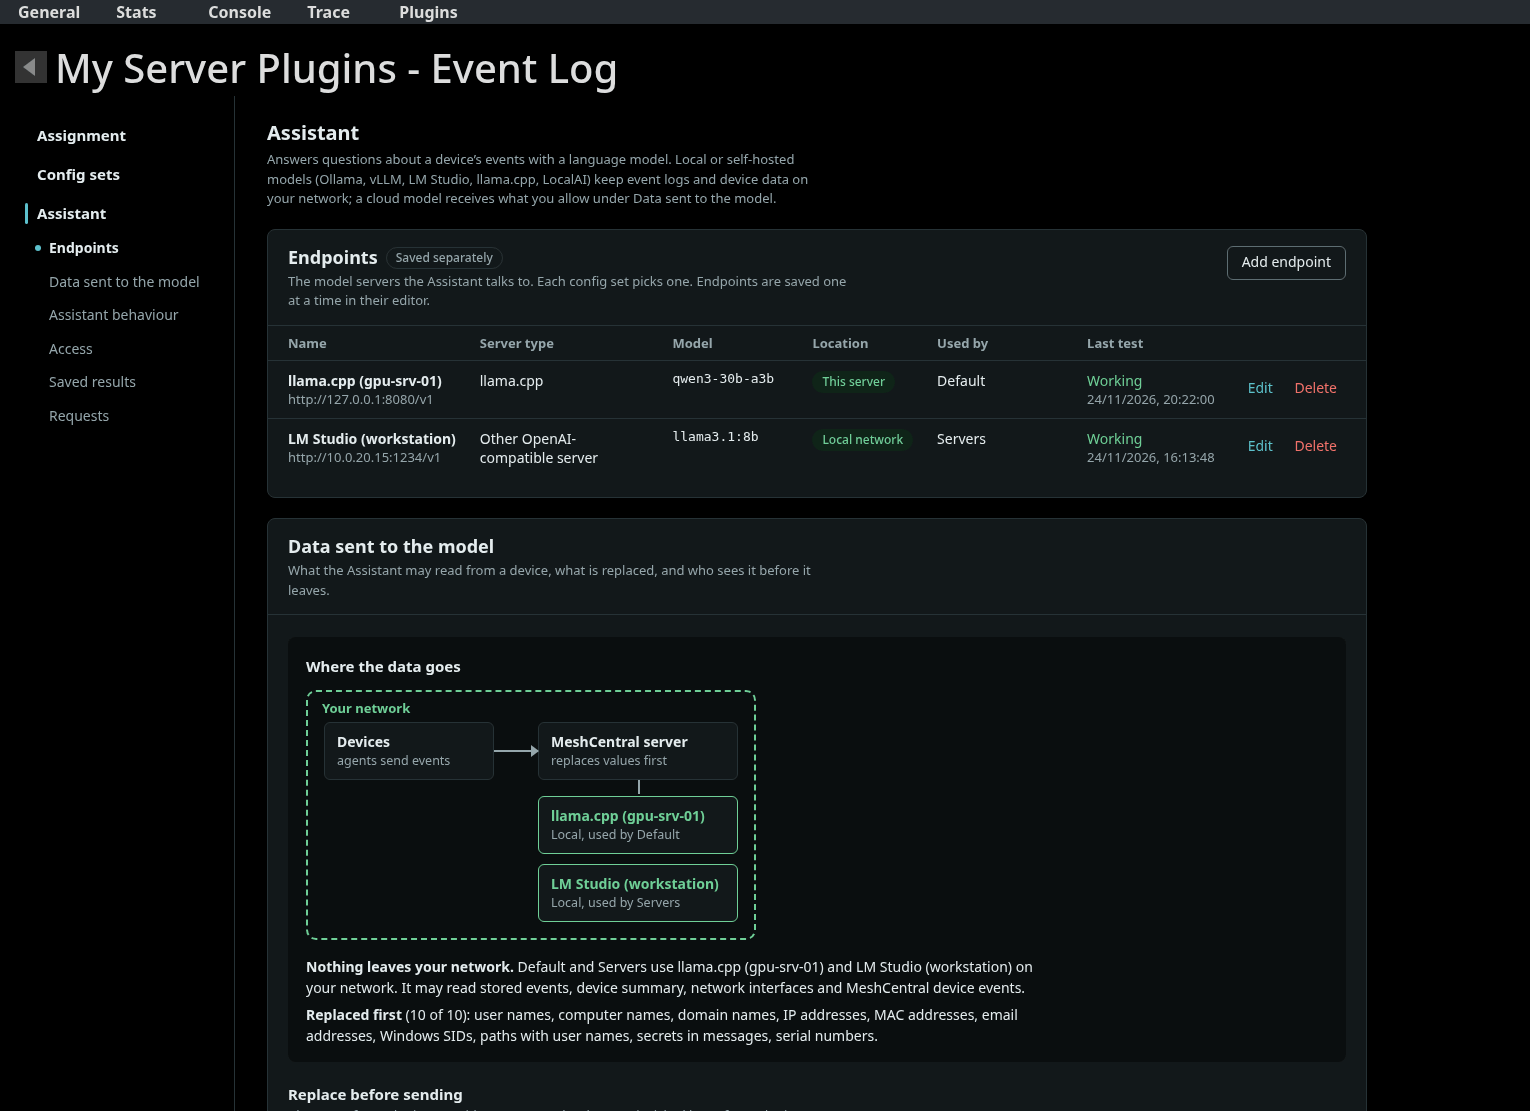 General Stats Console Trace Plugins
My Server Plugins - Event Log
Assignment
Config sets
Assistant
Endpoints
Data sent to the model
Assistant behaviour
Access
Saved results
Requests
Assistant
Answers questions about a device’s events with a language model. Local or self-hosted
models (Ollama, vLLM, LM Studio, llama.cpp, LocalAI) keep event logs and device data on
your network; a cloud model receives what you allow under Data sent to the model.
Endpoints Saved separately
Add endpoint
The model servers the Assistant talks to. Each config set picks one. Endpoints are saved one
at a time in their editor.
Name Server type Model Location Used by Last test
llama.cpp (gpu-srv-01) llama.cpp qwen3-30b-a3b This server Default Working
http://127.0.0.1:8080/v1 24/11/2026, 20:22:00 Edit Delete
LM Studio (workstation) Other OpenAI- llama3.1:8b Local network Servers Working
http://10.0.20.15:1234/v1 compatible server 24/11/2026, 16:13:48 Edit Delete
Data sent to the model
What the Assistant may read from a device, what is replaced, and who sees it before it
leaves.
Where the data goes
Your network
Devices
agents send events
MeshCentral server
replaces values first
llama.cpp (gpu-srv-01)
Local, used by Default
LM Studio (workstation)
Local, used by Servers
Nothing leaves your network. Default and Servers use llama.cpp (gpu-srv-01) and LM Studio (workstation) on
your network. It may read stored events, device summary, network interfaces and MeshCentral device events.
Replaced first (10 of 10): user names, computer names, domain names, IP addresses, MAC addresses, email
addresses, Windows SIDs, paths with user names, secrets in messages, serial numbers.
Replace before sending